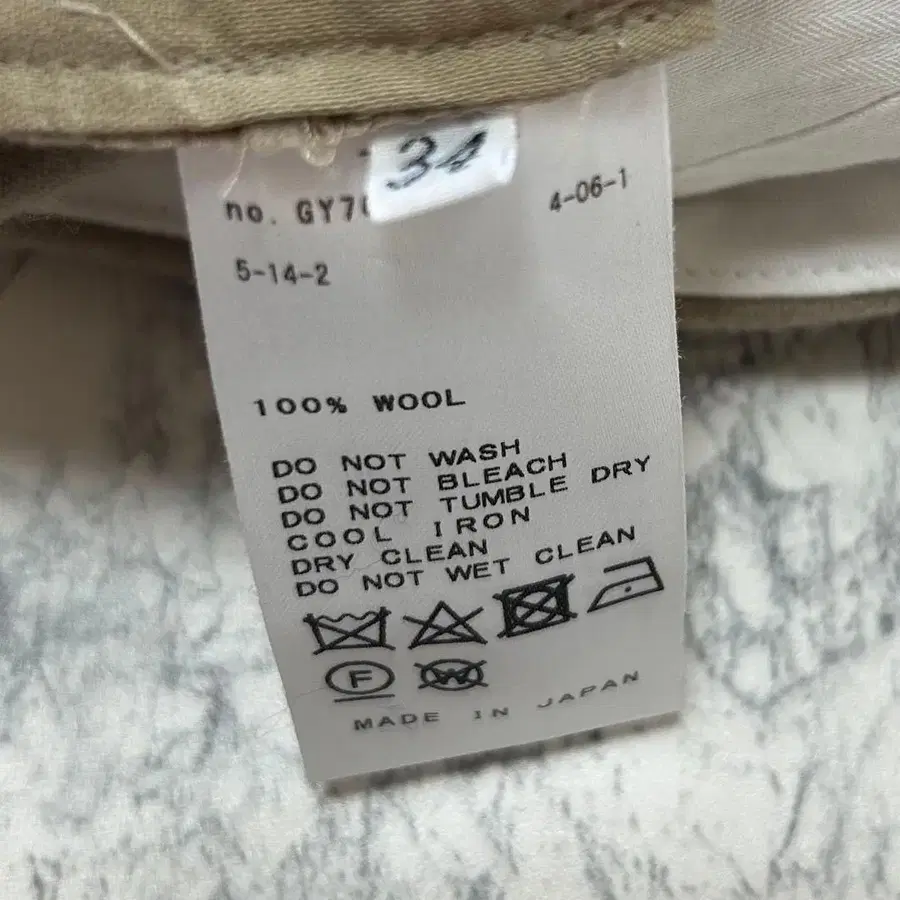 34
no. GY7
4-06-1
5-14-2
100% WOOL
DO NOT WASH
DO NOT BLEACH
DO NOT TUMBLE DRY
COOL IRON
DRY CLEAN
DO NOT WET CLEAN
F W
MADE IN JAPAN